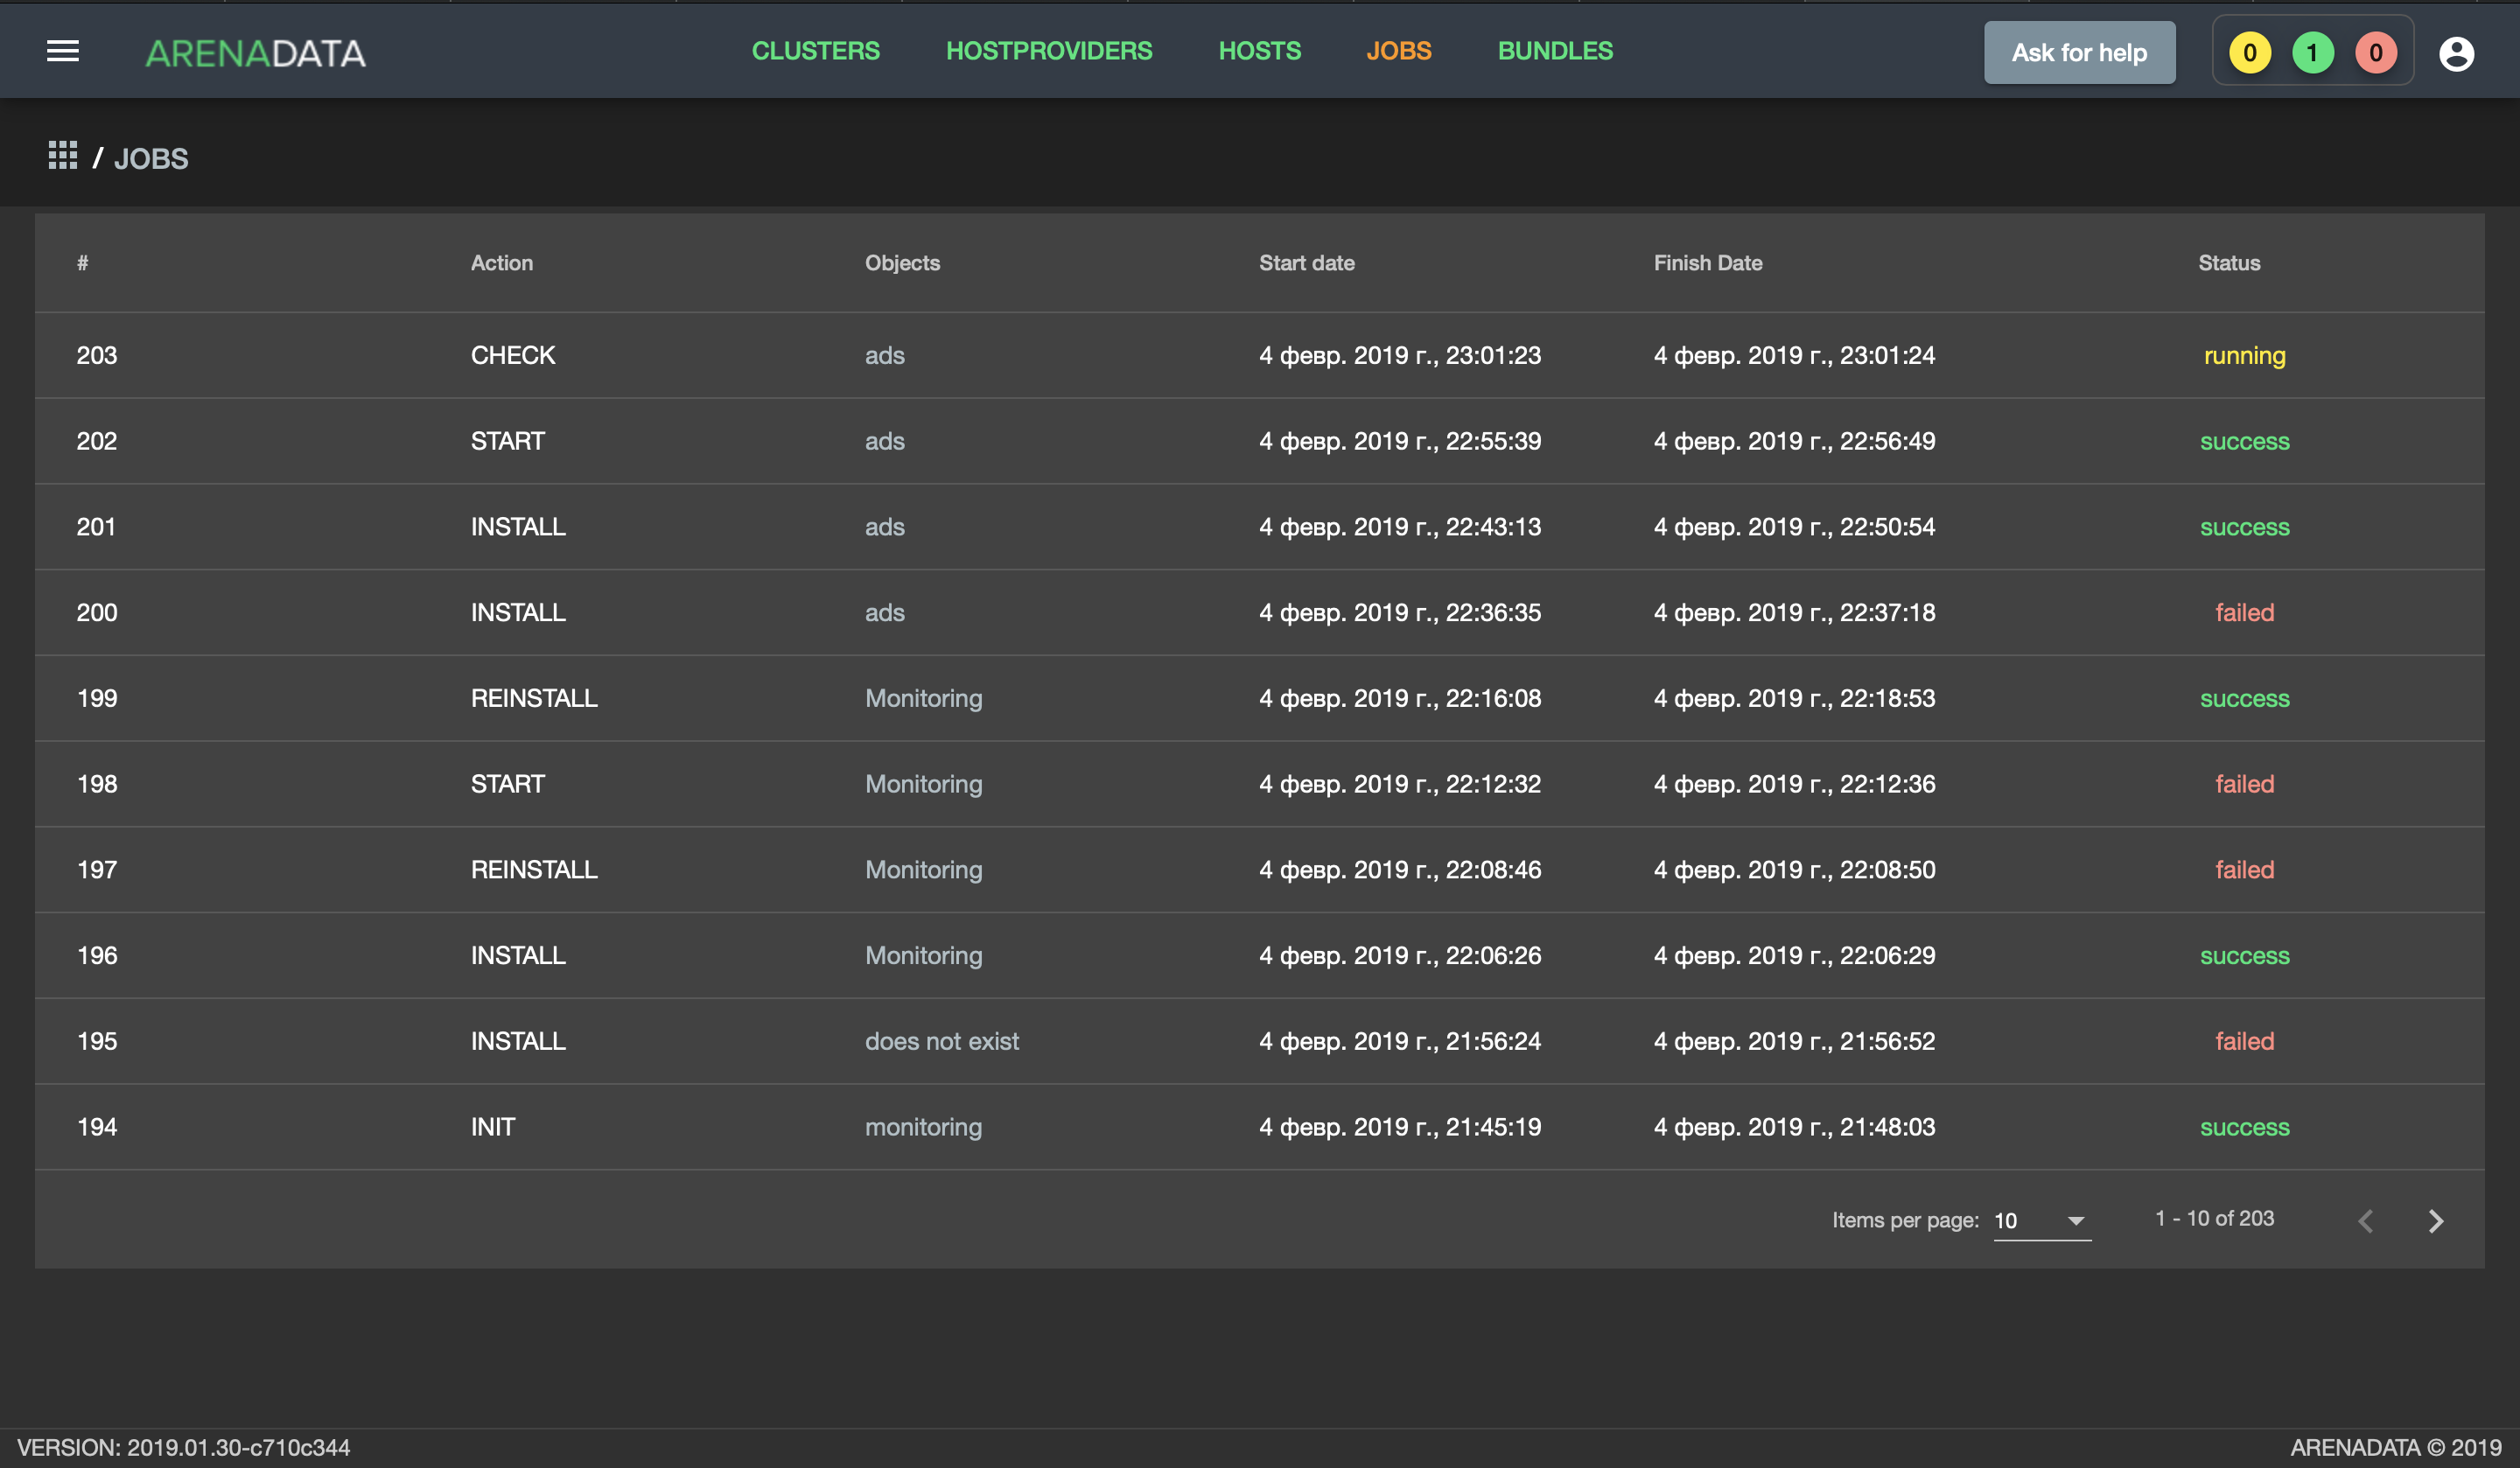 ARENADATA CLUSTERS HOSTPROVIDERS HOSTS JOBS BUNDLES Ask for help 0 1 0
/ JOBS
# Action Objects Start date Finish Date Status
203 CHECK ads 4 февр. 2019 г., 23:01:23 4 февр. 2019 г., 23:01:24 running
202 START ads 4 февр. 2019 г., 22:55:39 4 февр. 2019 г., 22:56:49 success
201 INSTALL ads 4 февр. 2019 г., 22:43:13 4 февр. 2019 г., 22:50:54 success
200 INSTALL ads 4 февр. 2019 г., 22:36:35 4 февр. 2019 г., 22:37:18 failed
199 REINSTALL Monitoring 4 февр. 2019 г., 22:16:08 4 февр. 2019 г., 22:18:53 success
198 START Monitoring 4 февр. 2019 г., 22:12:32 4 февр. 2019 г., 22:12:36 failed
197 REINSTALL Monitoring 4 февр. 2019 г., 22:08:46 4 февр. 2019 г., 22:08:50 failed
196 INSTALL Monitoring 4 февр. 2019 г., 22:06:26 4 февр. 2019 г., 22:06:29 success
195 INSTALL does not exist 4 февр. 2019 г., 21:56:24 4 февр. 2019 г., 21:56:52 failed
194 INIT monitoring 4 февр. 2019 г., 21:45:19 4 февр. 2019 г., 21:48:03 success
Items per page: 10 1 - 10 of 203
VERSION: 2019.01.30-c710c344 ARENADATA © 2019